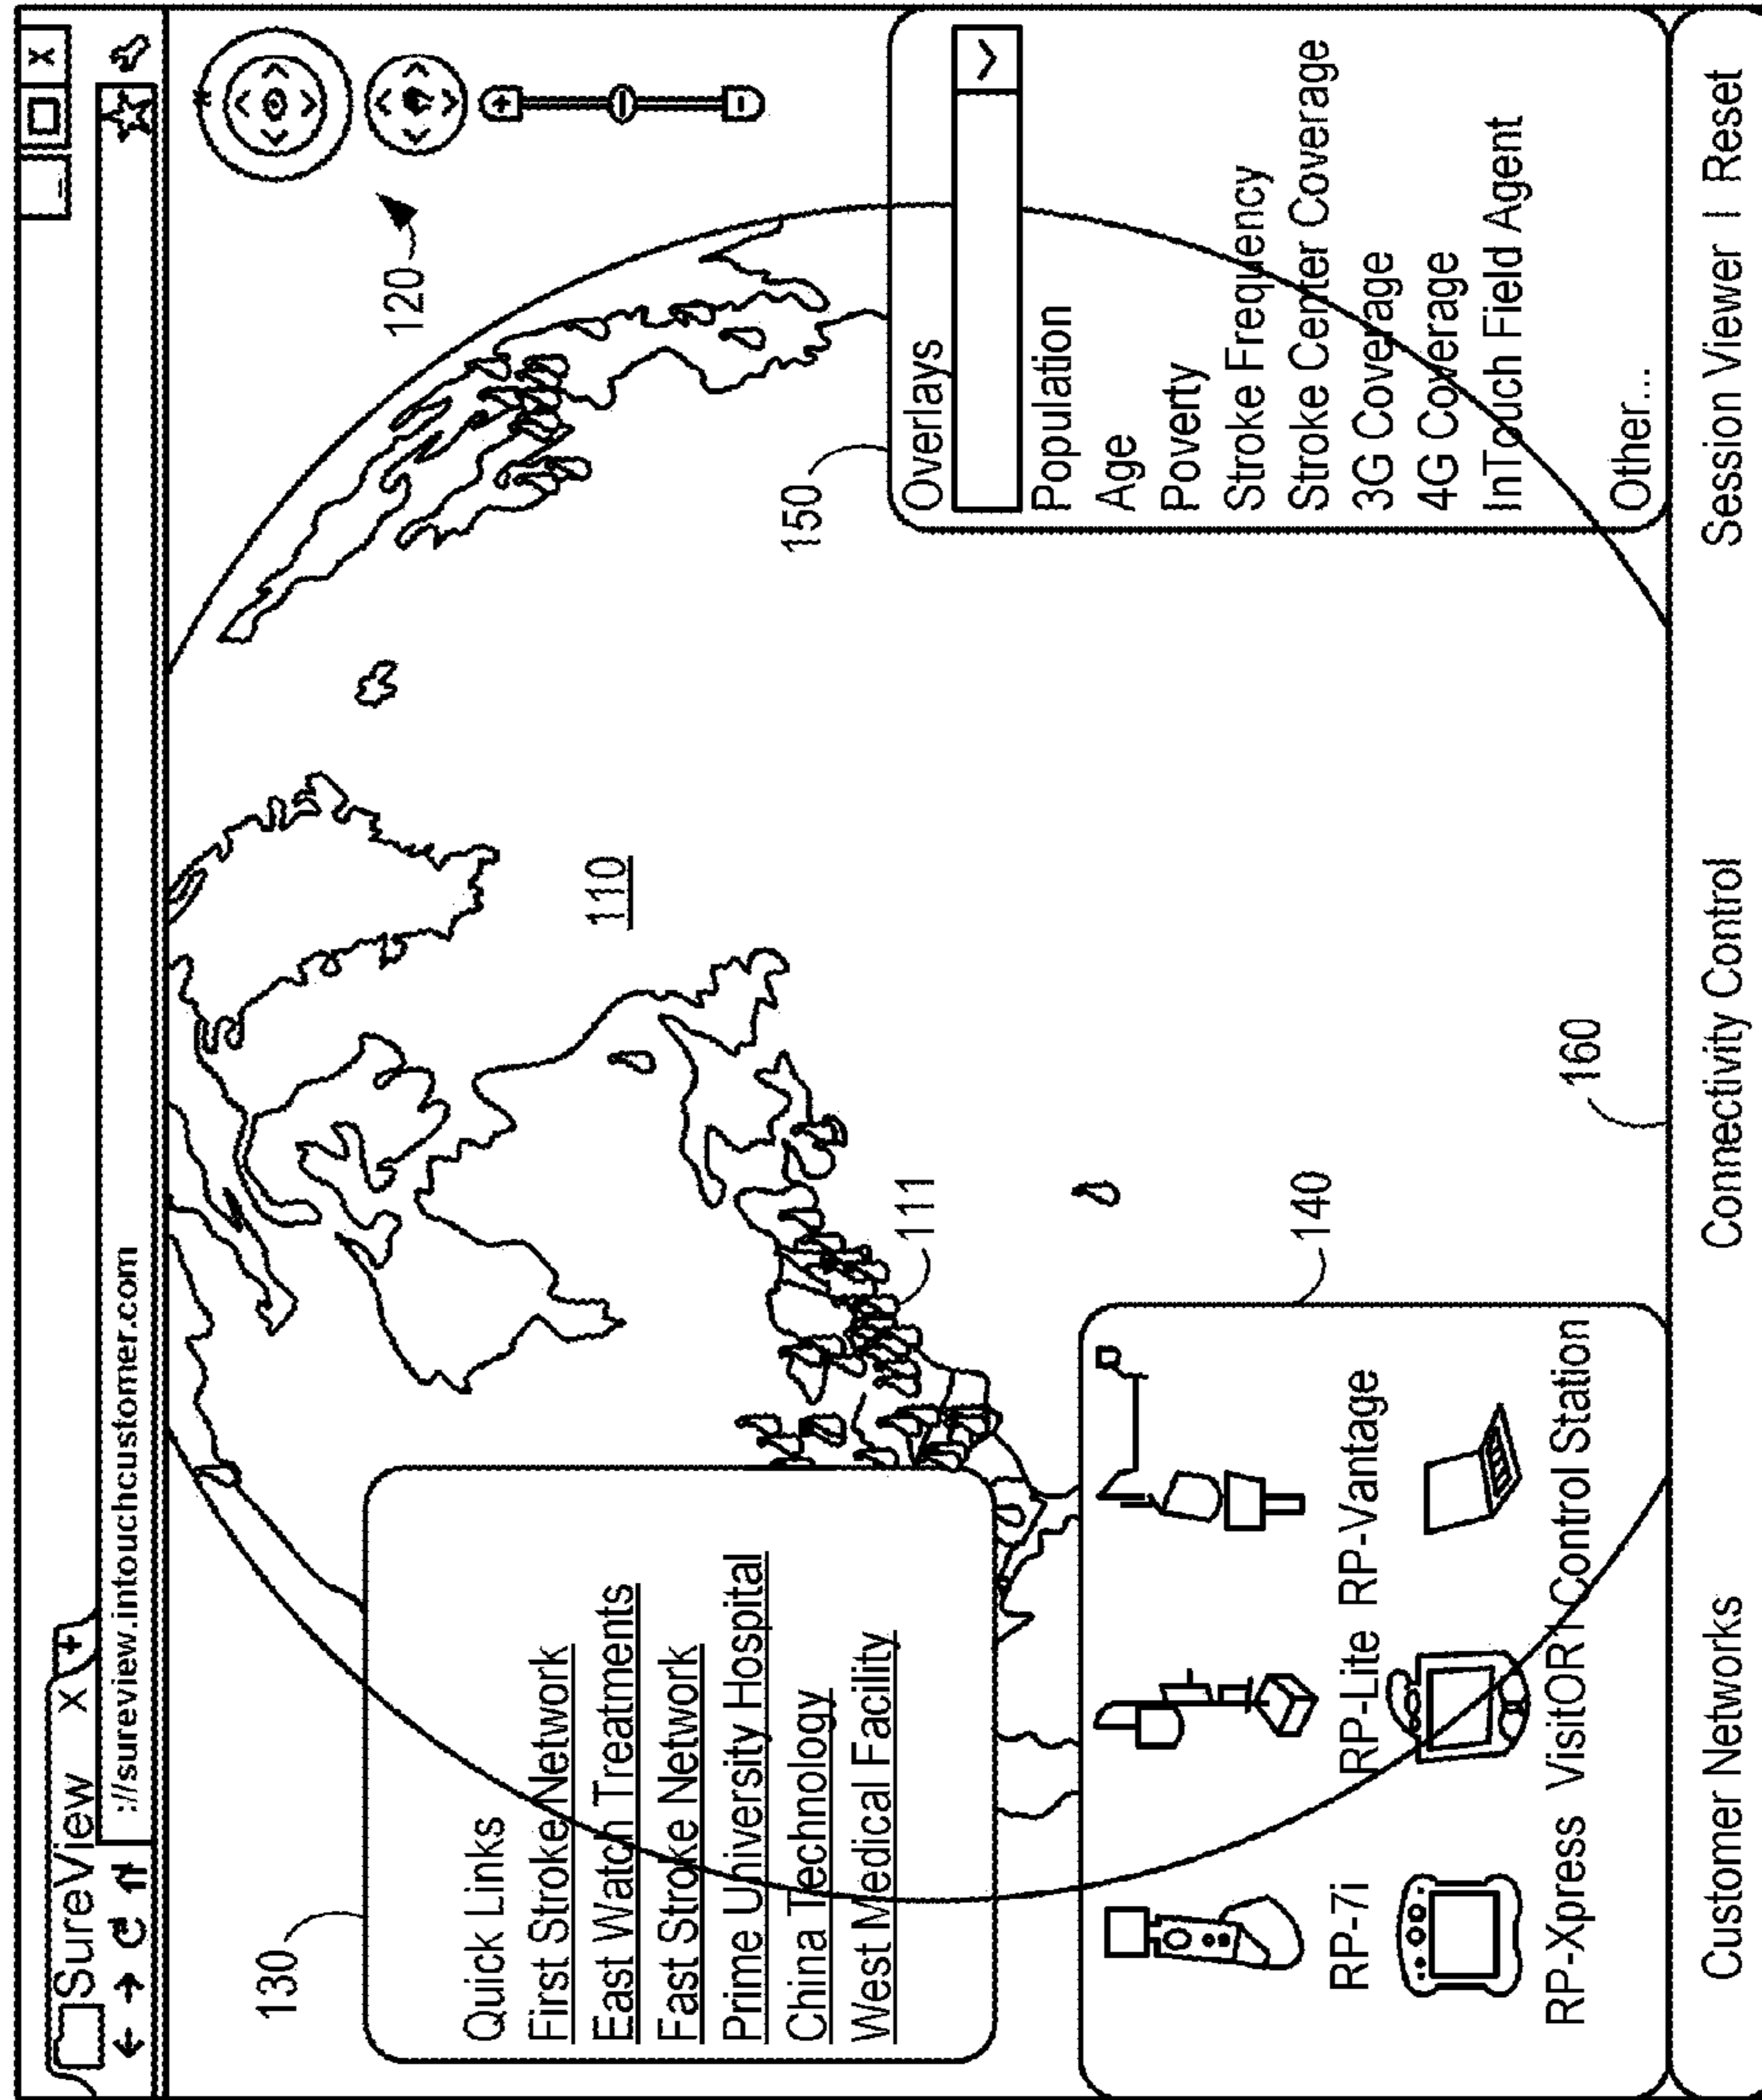 SureView X +
_ □ X
://sureview.intouchcustomer.com
120
130
Quick Links
First Stroke Network
East Watch Treatments
Fast Stroke Network
Prime University Hospital
China Technology
West Medical Facility
110
111
150
Overlays
Population
Age
Poverty
Stroke Frequency
Stroke Center Coverage
3G Coverage
4G Coverage
InTouch Field Agent
Other...
140
RP-7i RP-Lite RP-Vantage
RP-Xpress VisitOR1 Control Station
160
Customer Networks Connectivity Control Session Viewer | Reset